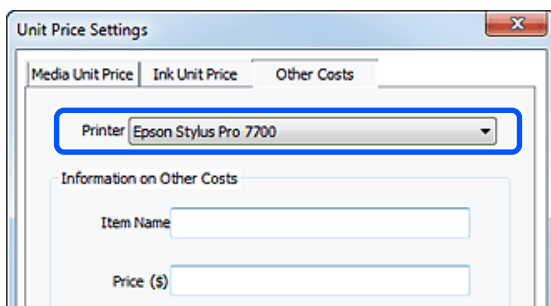 Unit Price Settings
Media Unit Price Ink Unit Price Other Costs
Printer Epson Stylus Pro 7700
Information on Other Costs
Item Name
Price ($)